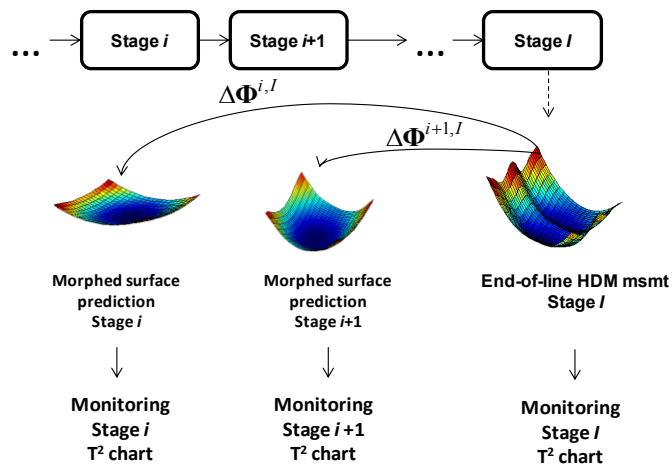 ... Stage i Stage i+1 ... Stage I
ΔΦ^{i,I}
ΔΦ^{i+1,I}
Morphed surface
prediction
Stage i
Morphed surface
prediction
Stage i+1
End-of-line HDM msmt
Stage I
Monitoring
Stage i
T² chart
Monitoring
Stage i +1
T² chart
Monitoring
Stage I
T² chart